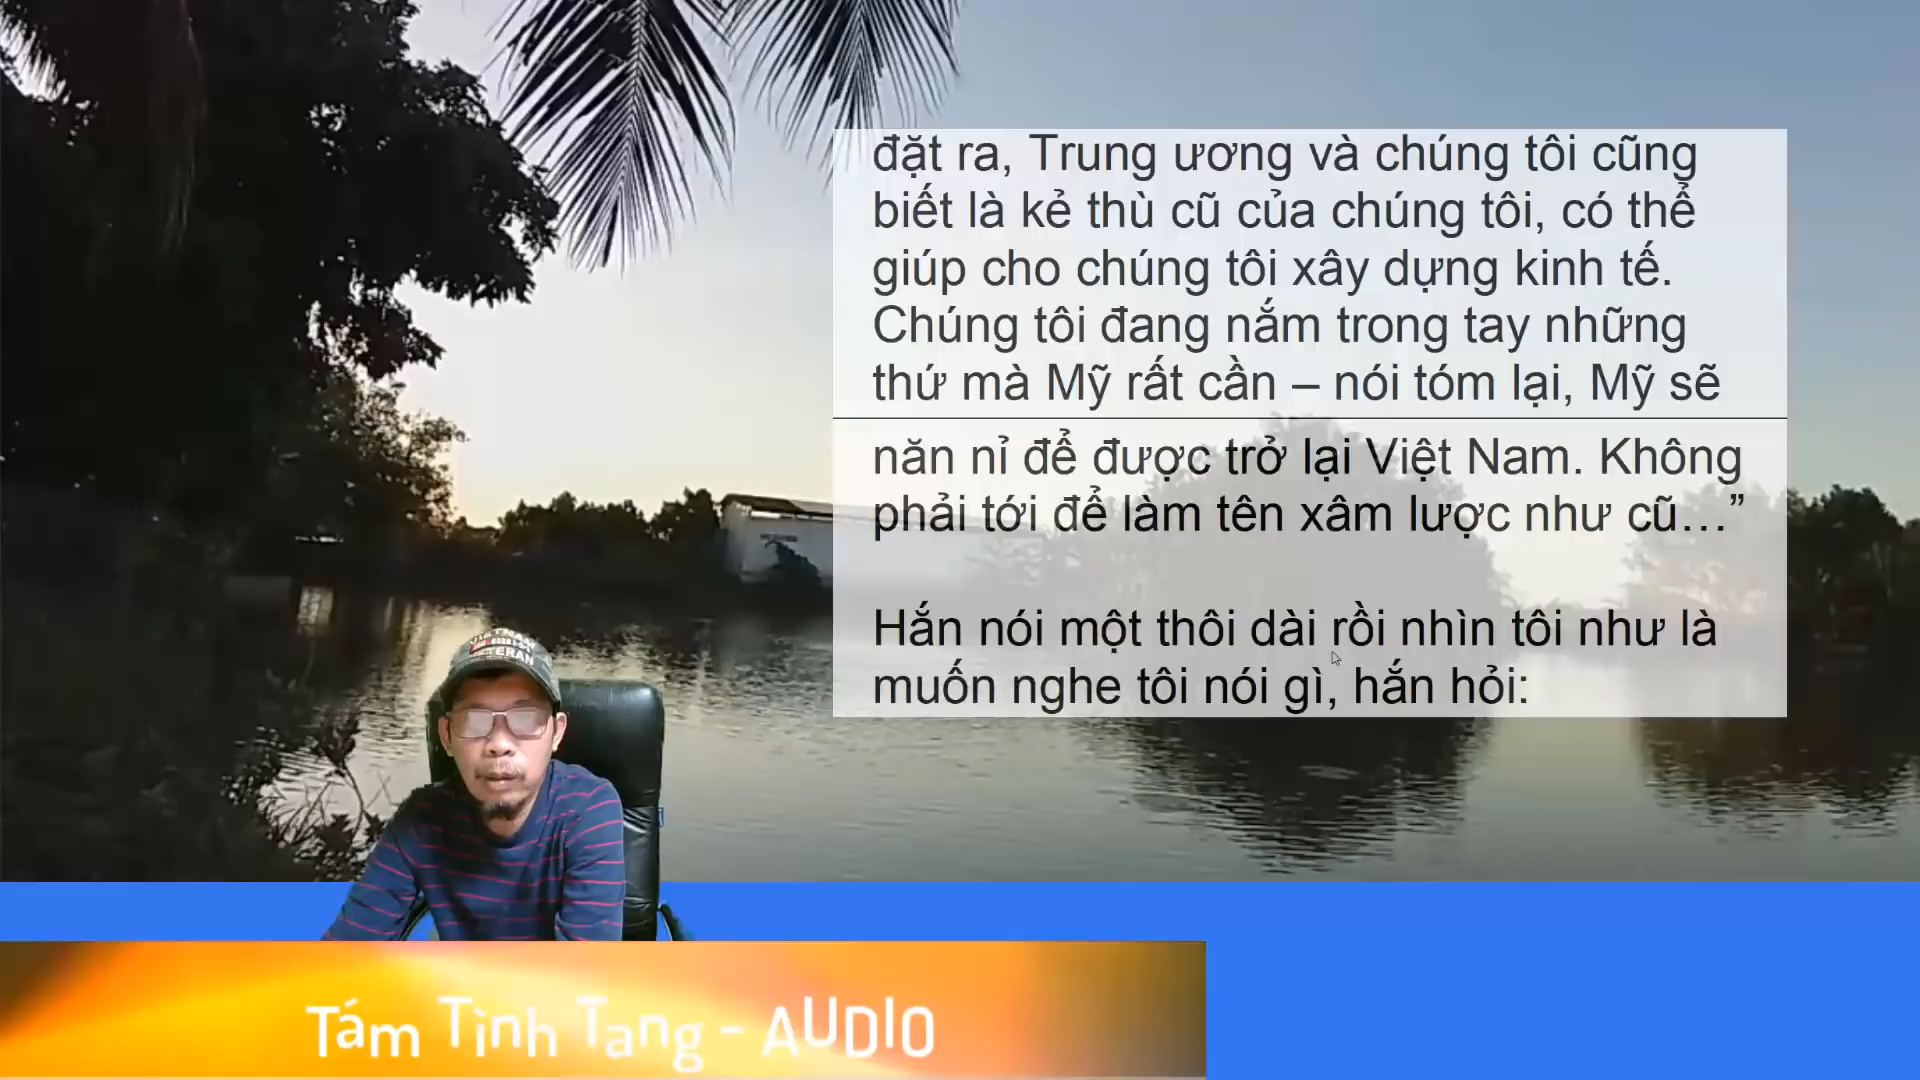 đặt ra, Trung ương và chúng tôi cũng
biết là kẻ thù cũ của chúng tôi, có thể
giúp cho chúng tôi xây dựng kinh tế.
Chúng tôi đang nắm trong tay những
thứ mà Mỹ rất cần – nói tóm lại, Mỹ sẽ
năn nỉ để được trở lại Việt Nam. Không
phải tới để làm tên xâm lược như cũ…”
Hắn nói một thôi dài rồi nhìn tôi như là
muốn nghe tôi nói gì, hắn hỏi:
VIETNAM
VETERAN
Tám Tình Tang - AUDIO